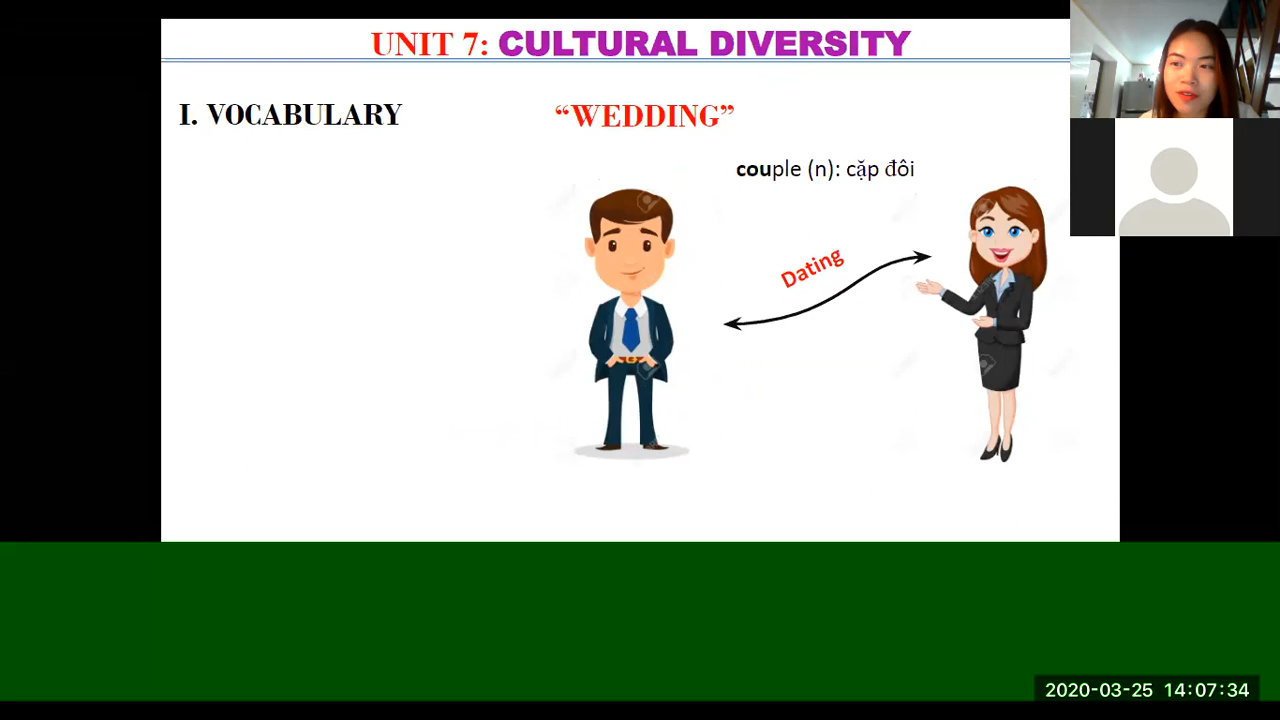 UNIT 7: CULTURAL DIVERSITY
I. VOCABULARY
“WEDDING”
couple (n): cặp đôi
Dating
2020-03-25 14:07:34